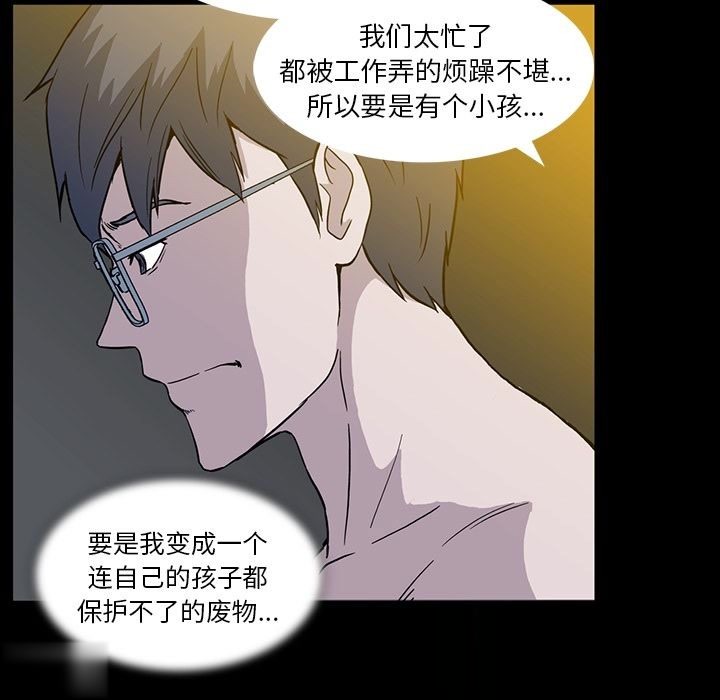 我们太忙了
都被工作弄的烦躁不堪...
所以要是有个小孩...
要是我变成一个
连自己的孩子都
保护不了的废物...